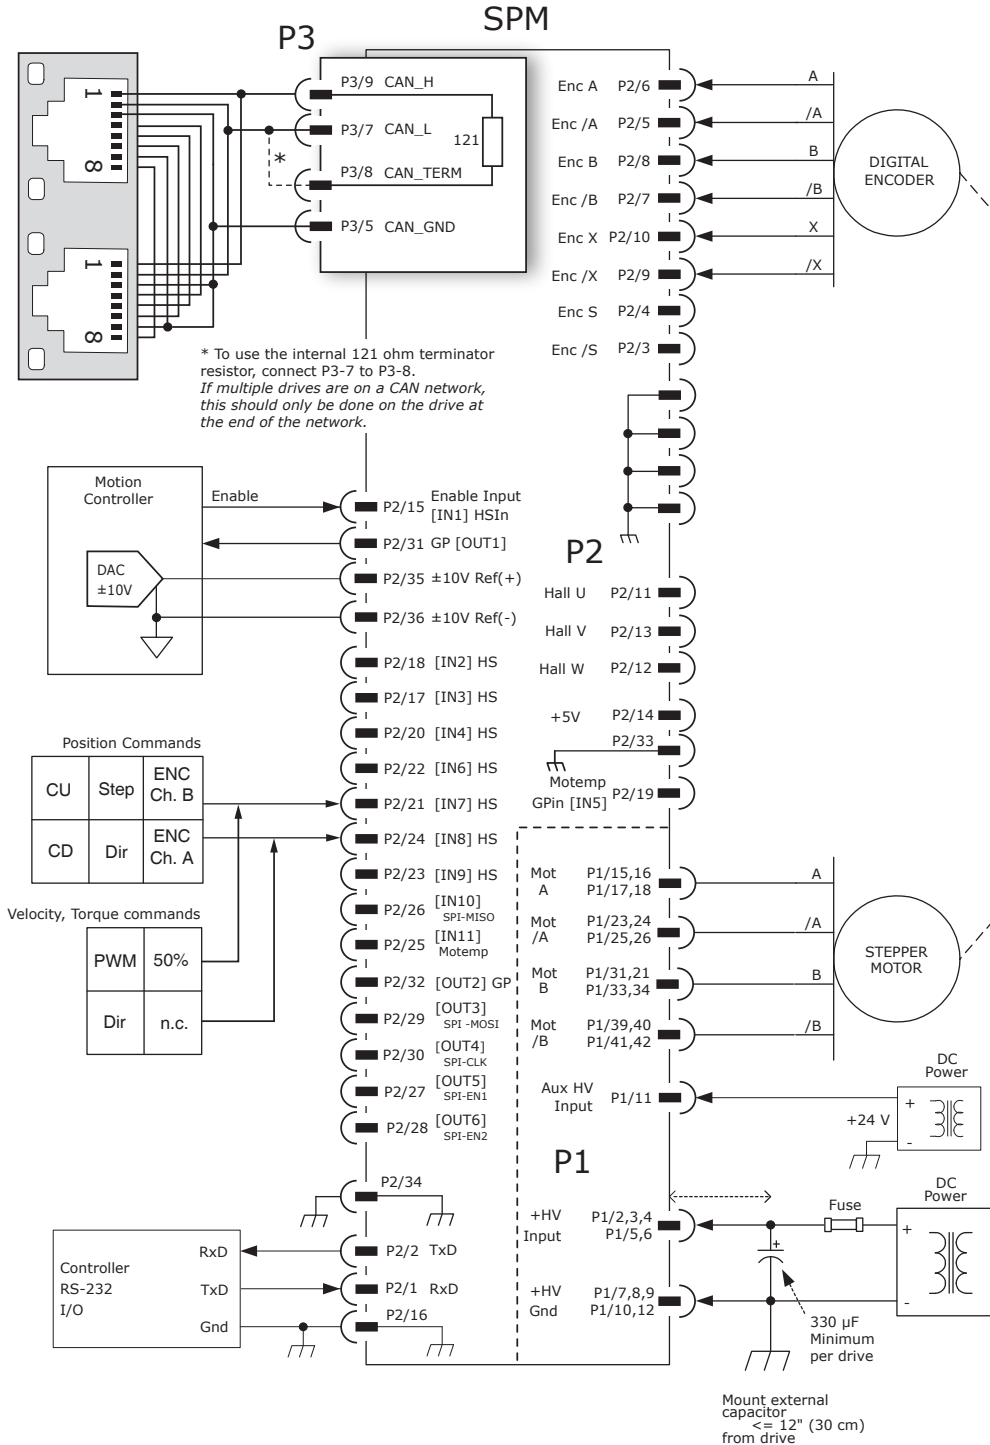 SPM
P3
1
8
1
8
P3/9 CAN_H
P3/7 CAN_L
P3/8 CAN_TERM
P3/5 CAN_GND
121
*
* To use the internal 121 ohm terminator
resistor, connect P3-7 to P3-8.
If multiple drives are on a CAN network,
this should only be done on the drive at
the end of the network.
Enc A P2/6
Enc /A P2/5
Enc B P2/8
Enc /B P2/7
Enc X P2/10
Enc /X P2/9
Enc S P2/4
Enc /S P2/3
A
/A
B
/B
X
/X
DIGITAL
ENCODER
Motion
Controller
Enable
DAC
±10V
P2/15 Enable Input
[IN1] HSIn
P2/31 GP [OUT1]
P2/35 ±10V Ref(+)
P2/36 ±10V Ref(-)
P2/18 [IN2] HS
P2/17 [IN3] HS
P2/20 [IN4] HS
P2/22 [IN6] HS
P2/21 [IN7] HS
P2/24 [IN8] HS
P2/23 [IN9] HS
P2/26 [IN10]
SPI-MISO
P2/25 [IN11]
Motemp
P2/32 [OUT2] GP
P2/29 [OUT3]
SPI -MOSI
P2/30 [OUT4]
SPI-CLK
P2/27 [OUT5]
SPI-EN1
P2/28 [OUT6]
SPI-EN2
P2/34
P2/2 TxD
P2/1 RxD
P2/16
Position Commands
CU Step ENC
Ch. B
CD Dir ENC
Ch. A
Velocity, Torque commands
PWM 50%
Dir n.c.
Controller
RS-232
I/O
RxD
TxD
Gnd
P2
Hall U P2/11
Hall V P2/13
Hall W P2/12
+5V P2/14
P2/33
Motemp
GPin [IN5] P2/19
Mot
A
P1/15,16
P1/17,18
Mot
/A
P1/23,24
P1/25,26
Mot
B
P1/31,21
P1/33,34
Mot
/B
P1/39,40
P1/41,42
A
/A
B
/B
STEPPER
MOTOR
Aux HV
Input
P1/11
DC
Power
+24 V
+
-
P1
+HV
Input
P1/2,3,4
P1/5,6
+HV
Gnd
P1/7,8,9
P1/10,12
Fuse
DC
Power
+
-
+
330 µF
Minimum
per drive
Mount external
capacitor
<= 12" (30 cm)
from drive